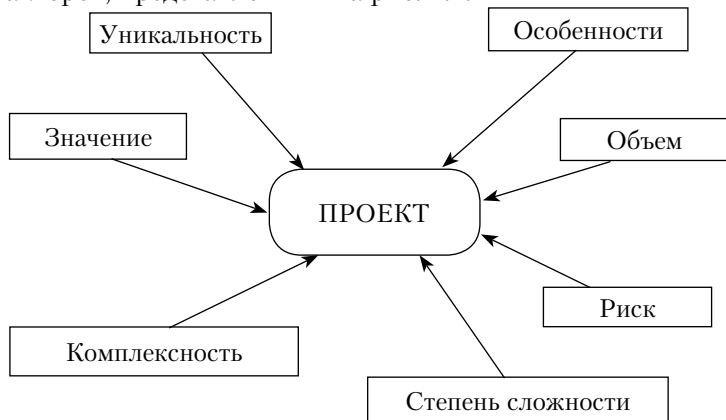 Уникальность
Особенности
Значение
Объем
ПРОЕКТ
Риск
Комплексность
Степень сложности